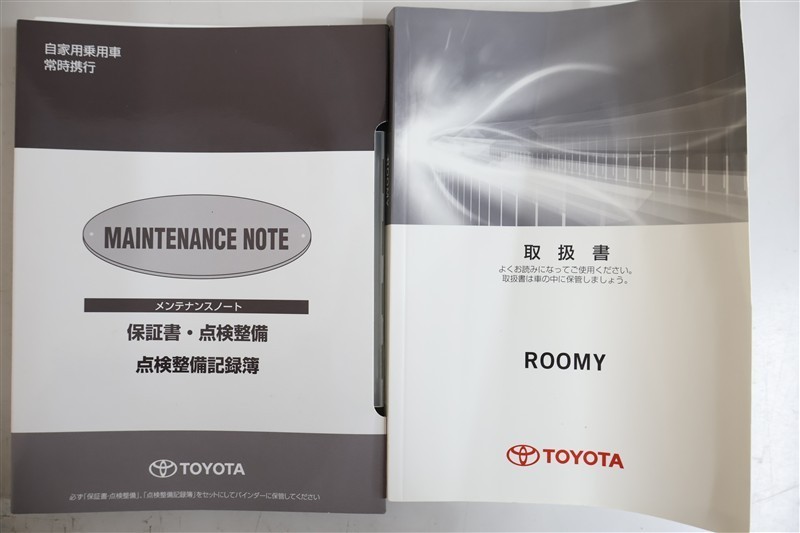 自家用乗用車
常時携行
MAINTENANCE NOTE
メンテナンスノート
保証書・点検整備
点検整備記録簿
TOYOTA
必ず「保証書・点検整備」、「点検整備記録簿」をセットにしてバインダーに保管してください
ROOMY
取扱書
よくお読みになってご使用ください。
取扱書は車の中に保管しましょう。
ROOMY
TOYOTA